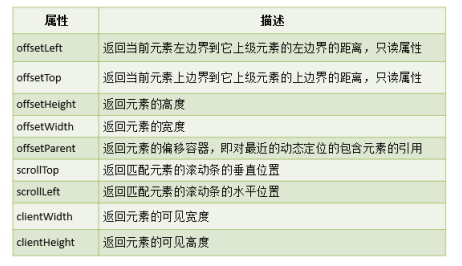 属性 描述
offsetLeft 返回当前元素左边界到它上级元素的左边界的距离，只读属性
offsetTop 返回当前元素上边界到它上级元素的上边界的距离，只读属性
offsetHeight 返回元素的高度
offsetWidth 返回元素的宽度
offsetParent 返回元素的偏移容器，即对最近的动态定位的包含元素的引用
scrollTop 返回匹配元素的滚动条的垂直位置
scrollLeft 返回匹配元素的滚动条的水平位置
clientWidth 返回元素的可见宽度
clientHeight 返回元素的可见高度